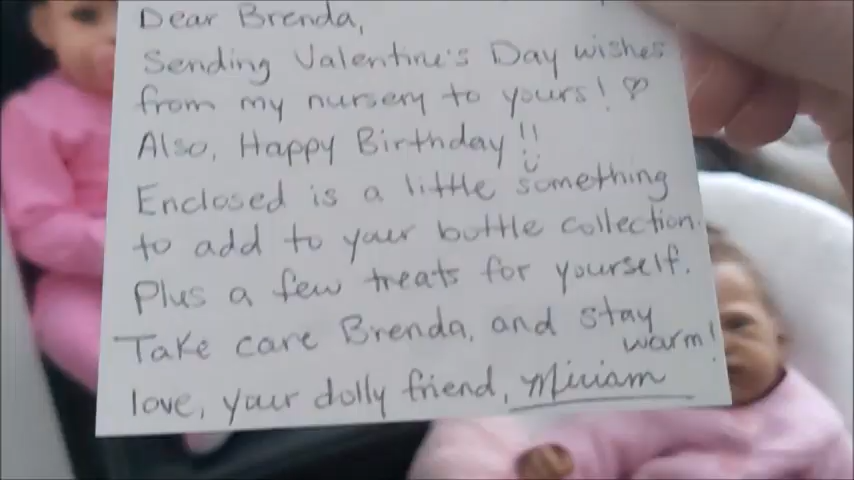 Dear Brenda,
Sending Valentine's Day wishes
from my nursery to yours! ♡
Also, Happy Birthday!!
Enclosed is a little something
to add to your bottle collection.
Plus a few treats for yourself.
Take care Brenda, and stay
warm!
love, your dolly friend, Miriam